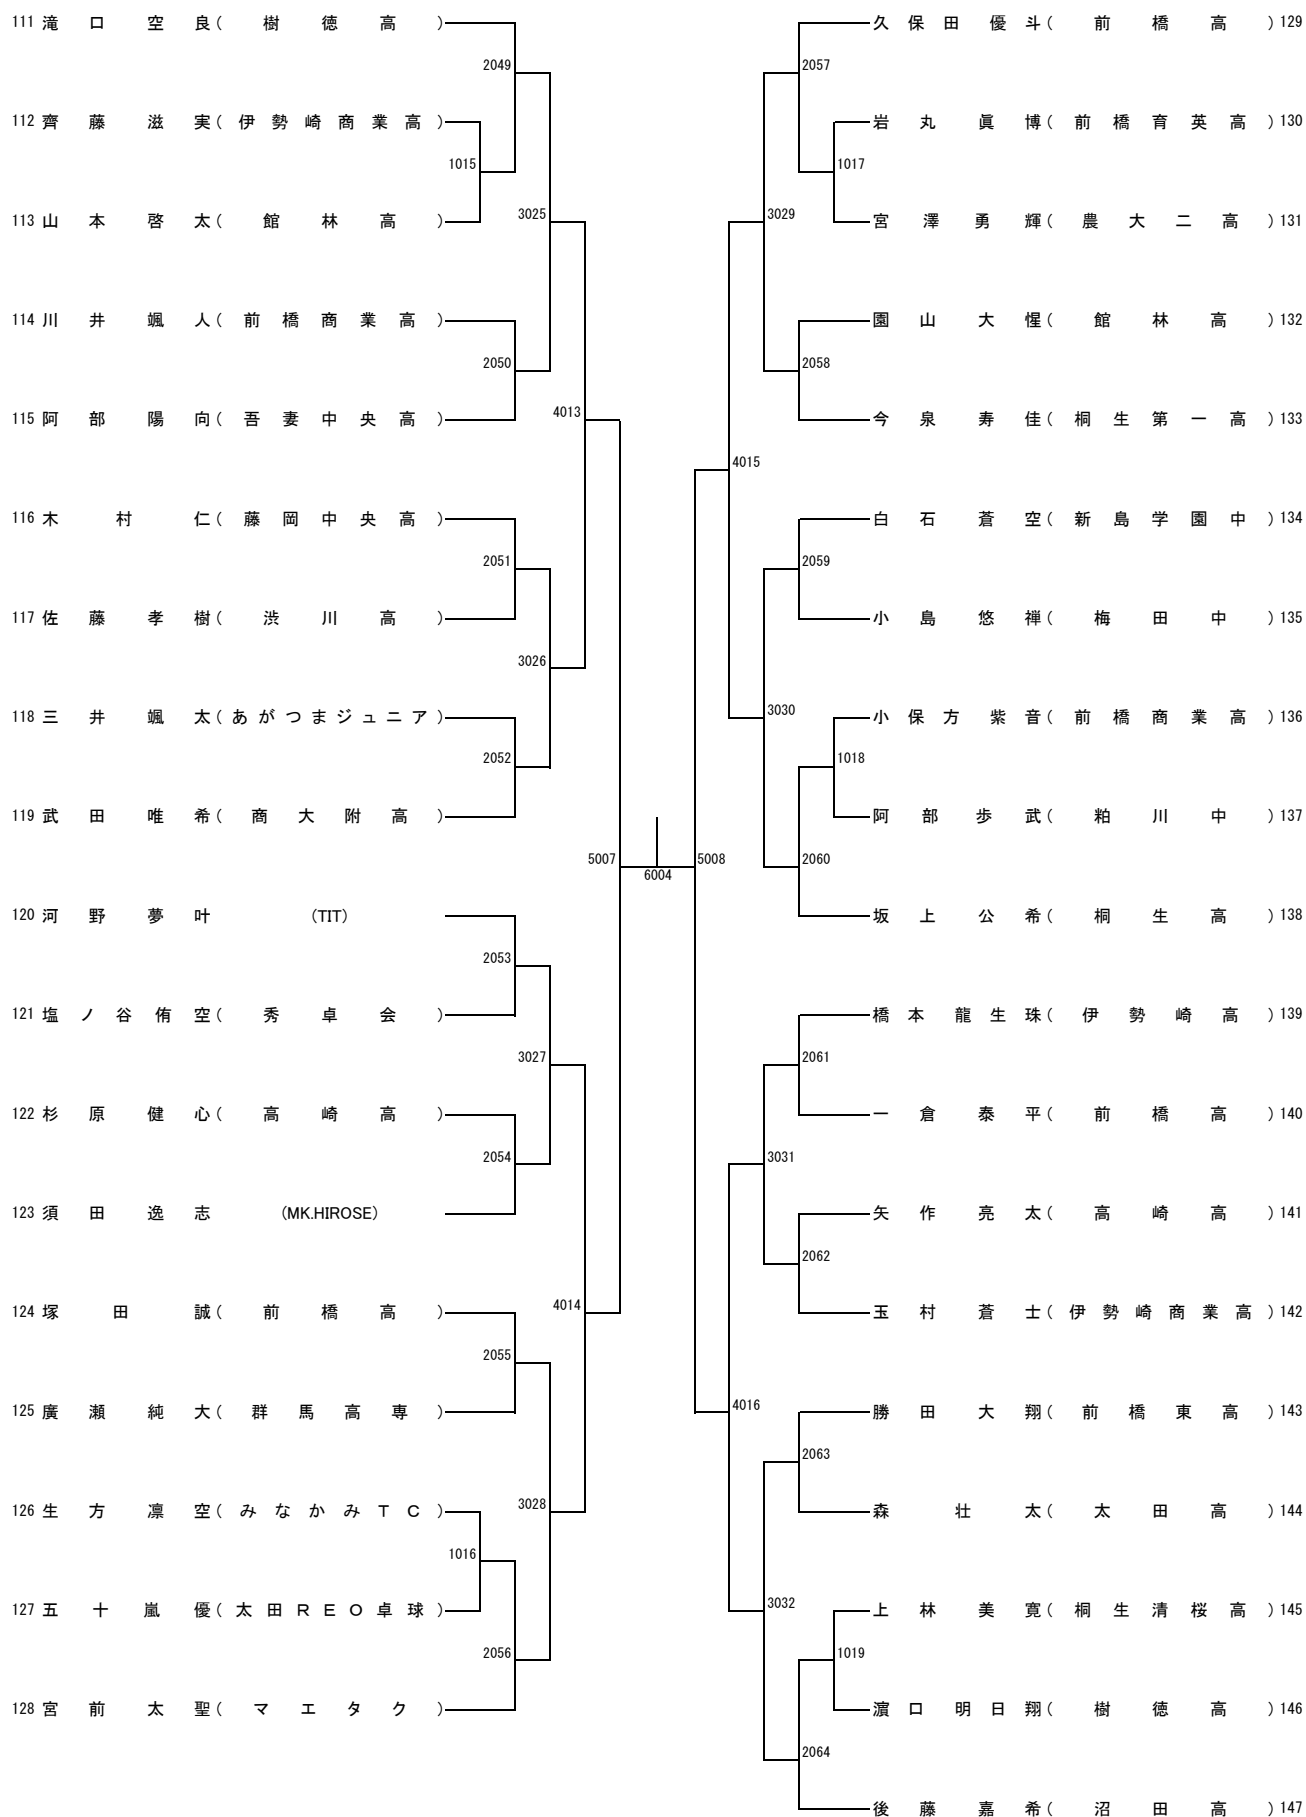 111 滝口空良(樹徳高)
2049
112 齊藤滋実(伊勢崎商業高)
1015
113 山本啓太(館林高)
3025
114 川井颯人(前橋商業高)
2050
115 阿部陽向(吾妻中央高)
4013
116 木村仁(藤岡中央高)
2051
117 佐藤孝樹(渋川高)
3026
118 三井颯太(あがつまジュニア)
2052
119 武田唯希(商大附高)
5007
120 河野夢叶(TIT)
2053
121 塩ノ谷侑空(秀卓会)
3027
122 杉原健心(高崎高)
2054
123 須田逸志(MK.HIROSE)
4014
124 塚田誠(前橋高)
2055
125 廣瀬純大(群馬高専)
3028
126 生方凛空(みなかみTC)
1016
127 五十嵐優(太田REO卓球)
2056
128 宮前太聖(マエタク)
6004
久保田優斗(前橋高)129
2057
岩丸眞博(前橋育英高)130
1017
宮澤勇輝(農大二高)131
3029
園山大惺(館林高)132
2058
今泉寿佳(桐生第一高)133
4015
白石蒼空(新島学園中)134
2059
小島悠禅(梅田中)135
3030
小保方紫音(前橋商業高)136
1018
阿部歩武(粕川中)137
2060
5008
坂上公希(桐生高)138
橋本龍生珠(伊勢崎高)139
2061
一倉泰平(前橋高)140
3031
矢作亮太(高崎高)141
2062
玉村蒼士(伊勢崎商業高)142
4016
勝田大翔(前橋東高)143
2063
森壮太(太田高)144
3032
上林美寛(桐生清桜高)145
1019
濵口明日翔(樹徳高)146
2064
後藤嘉希(沼田高)147